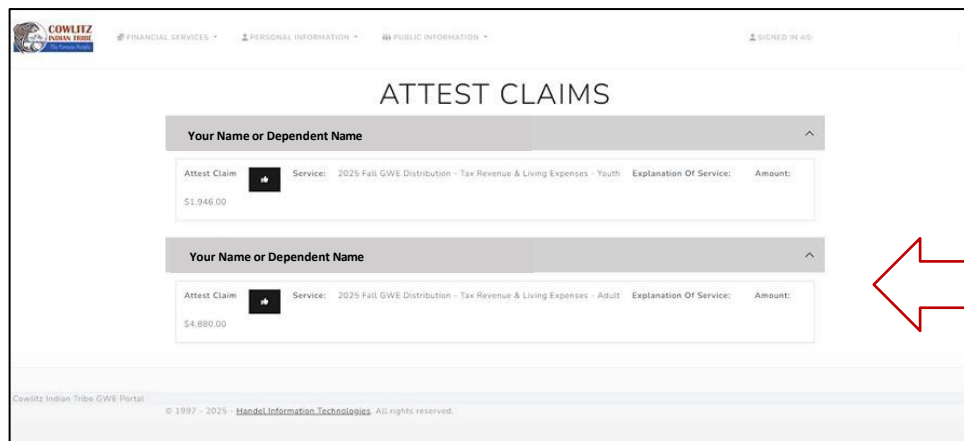 COWLITZ
INDIAN TRIBE
The Forever People
FINANCIAL SERVICES PERSONAL INFORMATION PUBLIC INFORMATION SIGNED IN AS:
ATTEST CLAIMS
Your Name or Dependent Name
Attest Claim Service: 2025 Fall GWE Distribution - Tax Revenue & Living Expenses - Youth Explanation Of Service: Amount:
$1,946.00
Your Name or Dependent Name
Attest Claim Service: 2025 Fall GWE Distribution - Tax Revenue & Living Expenses - Adult Explanation Of Service: Amount:
$4,880.00
Cowlitz Indian Tribe GWE Portal
© 1997 - 2025 - Handel Information Technologies. All rights reserved.